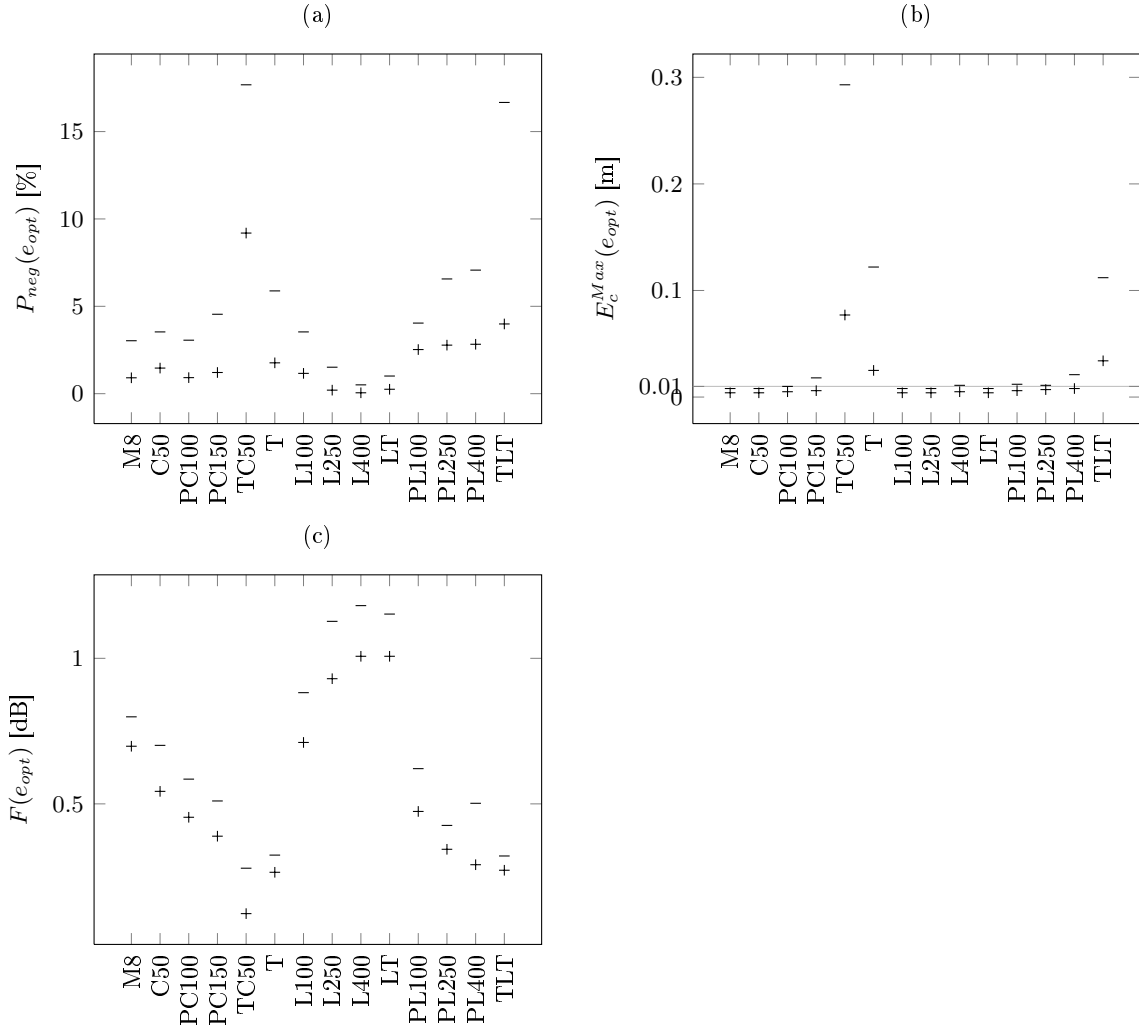 (a)
P_neg(e_opt) [%]
15
10
5
0
M8
C50
PC100
PC150
TC50
T
L100
L250
L400
LT
PL100
PL250
PL400
TLT
(b)
E_c^Max(e_opt) [m]
0.3
0.2
0.1
0.01
0
M8
C50
PC100
PC150
TC50
T
L100
L250
L400
LT
PL100
PL250
PL400
TLT
(c)
F(e_opt) [dB]
1
0.5
M8
C50
PC100
PC150
TC50
T
L100
L250
L400
LT
PL100
PL250
PL400
TLT